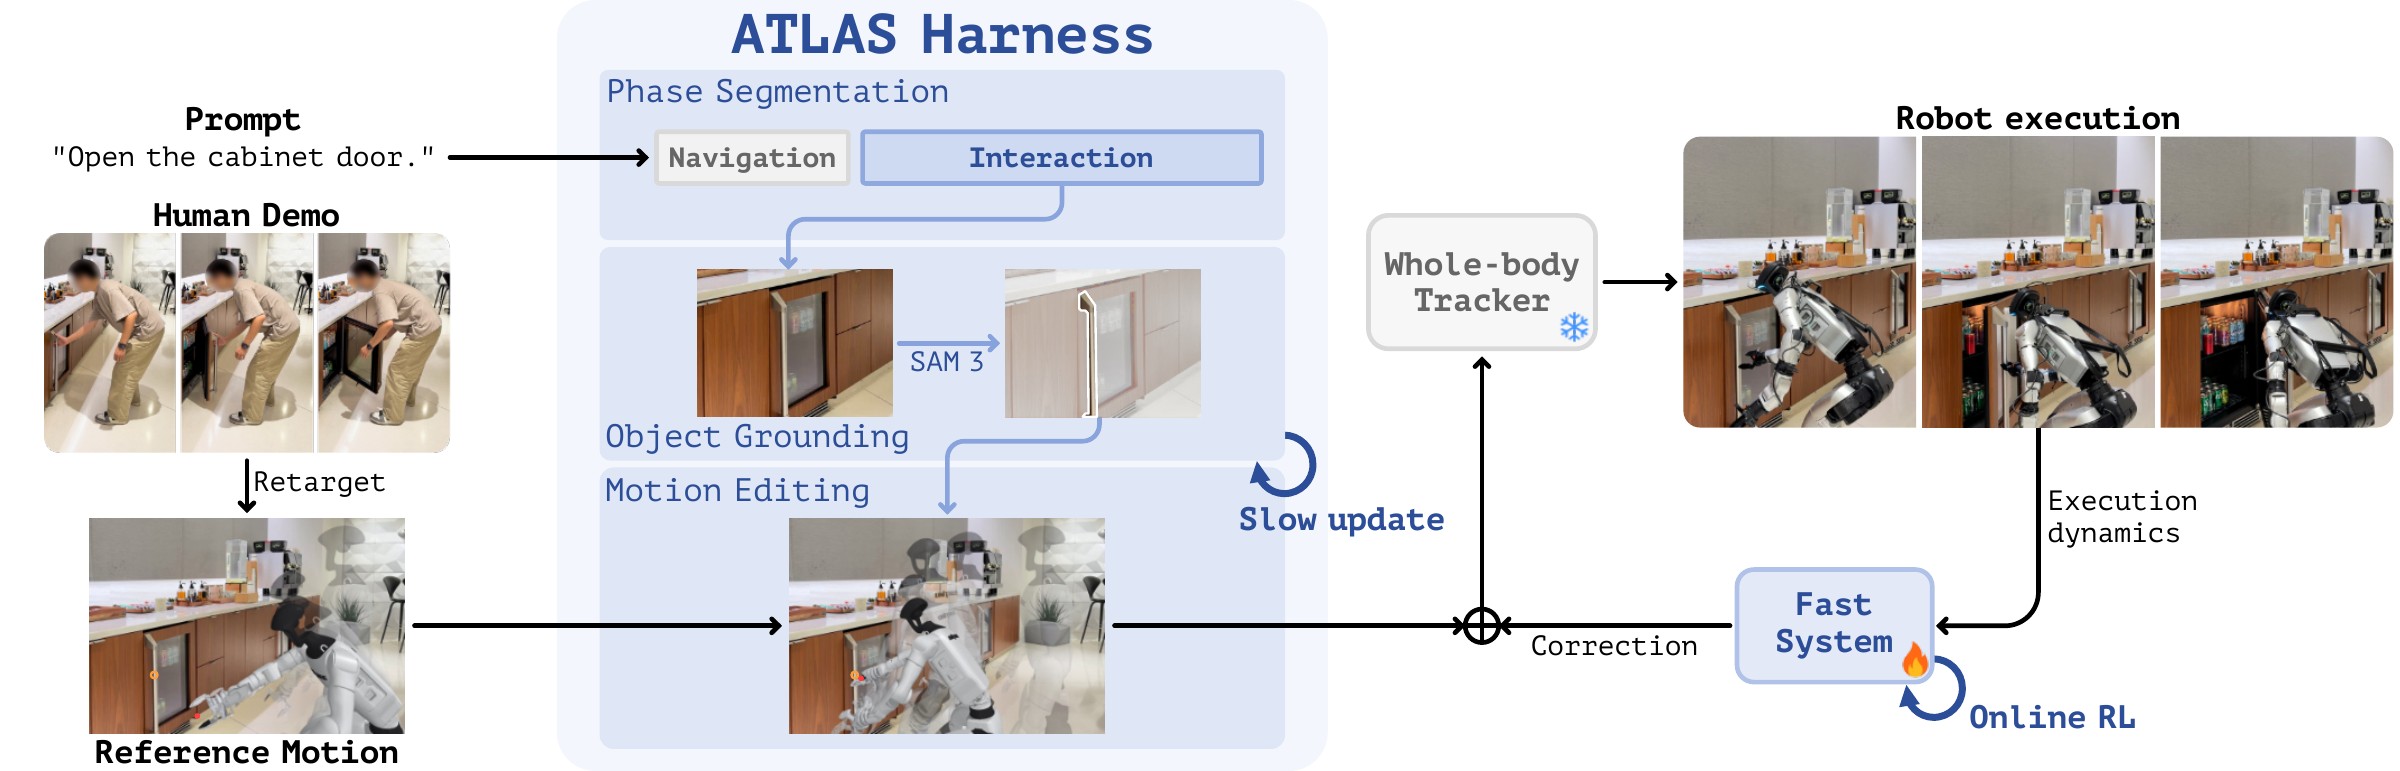 ATLAS Harness
Prompt
"Open the cabinet door."
Human Demo
Retarget
Reference Motion
Phase Segmentation
Navigation
Interaction
SAM 3
Object Grounding
Motion Editing
Slow update
Whole-body
Tracker
Robot execution
Execution
dynamics
Fast
System
Correction
Online RL